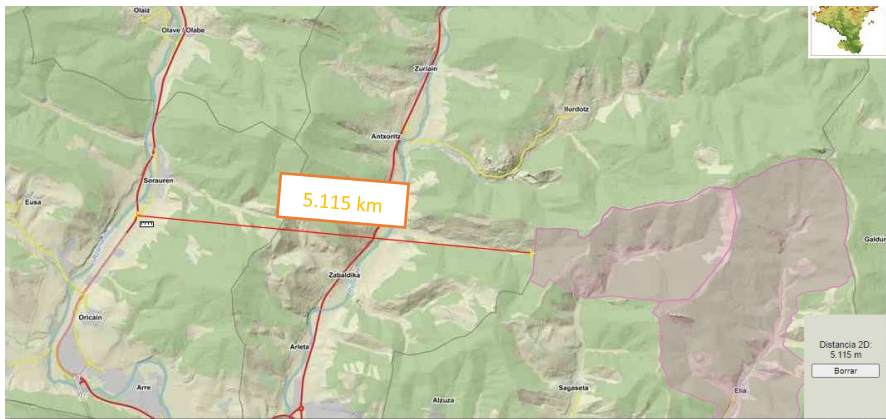 Olaiz
Olave / Olabe
Zuriain
Ilurdotz
Antxoritz
Sorauren
Eusa
5.115 km
Galdur
Zabaldika
Oricain
Arleta
Distancia 2D:
5.115 m
Borrar
Arre
Alzuza
Sagaseta
Elia